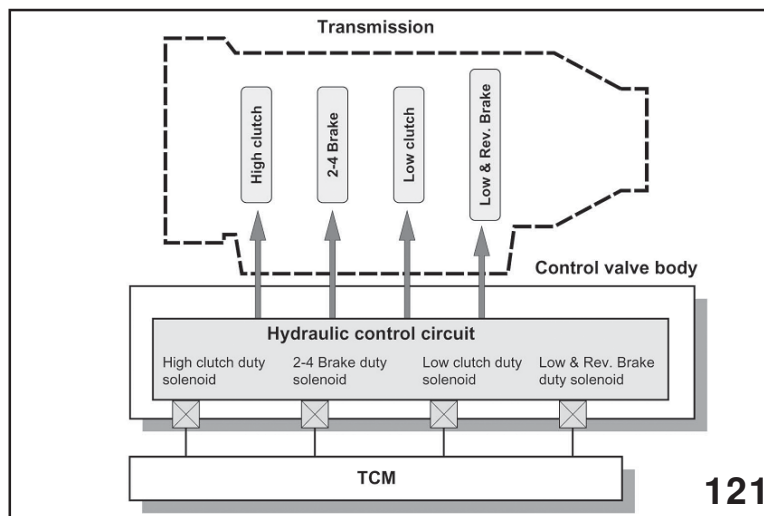 Transmission
High clutch
2-4 Brake
Low clutch
Low & Rev. Brake
Control valve body
Hydraulic control circuit
High clutch duty
solenoid
2-4 Brake duty
solenoid
Low clutch duty
solenoid
Low & Rev. Brake
duty solenoid
TCM
121